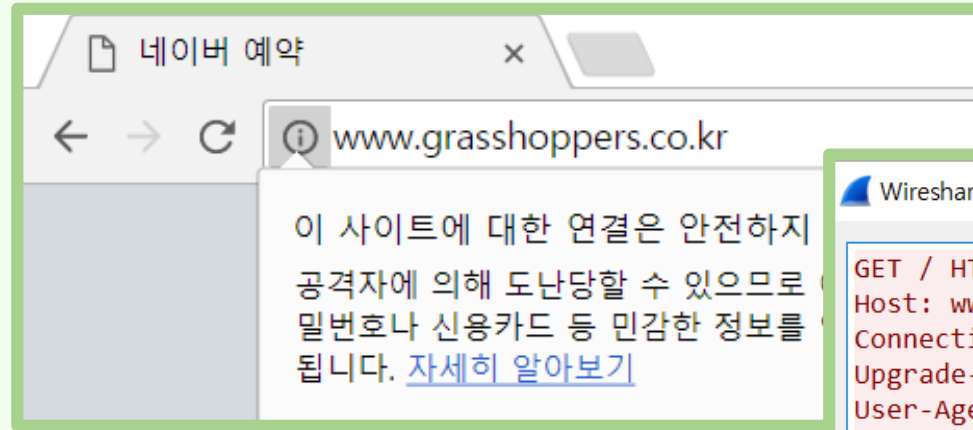 네이버 예약
www.grasshoppers.co.kr
이 사이트에 대한 연결은 안전하지
공격자에 의해 도난당할 수 있으므로
밀번호나 신용카드 등 민감한 정보를
됩니다. 자세히 알아보기
Wireshar
GET / HT
Host: ww
Connecti
Upgrade-
User-Age